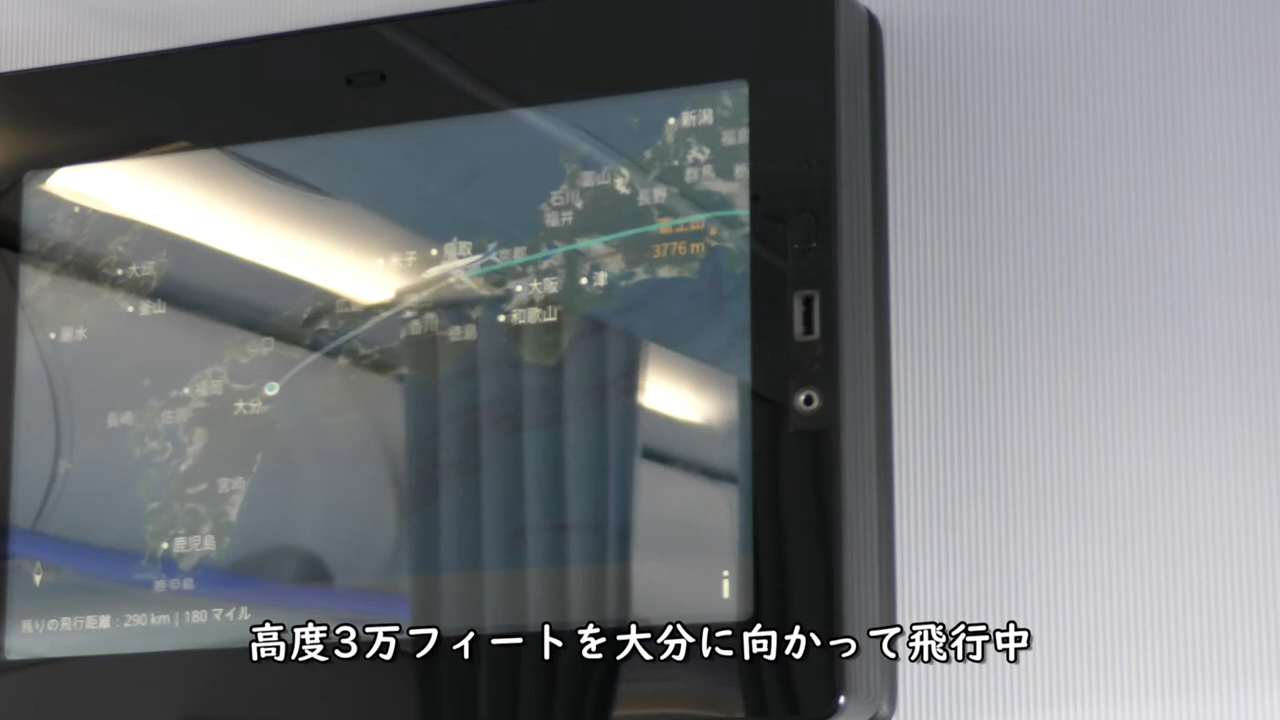 新潟
福島
富山
群馬
石川
長野
福井
富士山
3776 m
鳥取
京都
大邱
大阪
津
釜山
和歌山
香川
徳島
麗水
山口
福岡
大分
長崎
佐賀
宮崎
鹿児島
鹿児島
残りの飛行距離：290 km | 180 マイル
高度3万フィートを大分に向かって飛行中